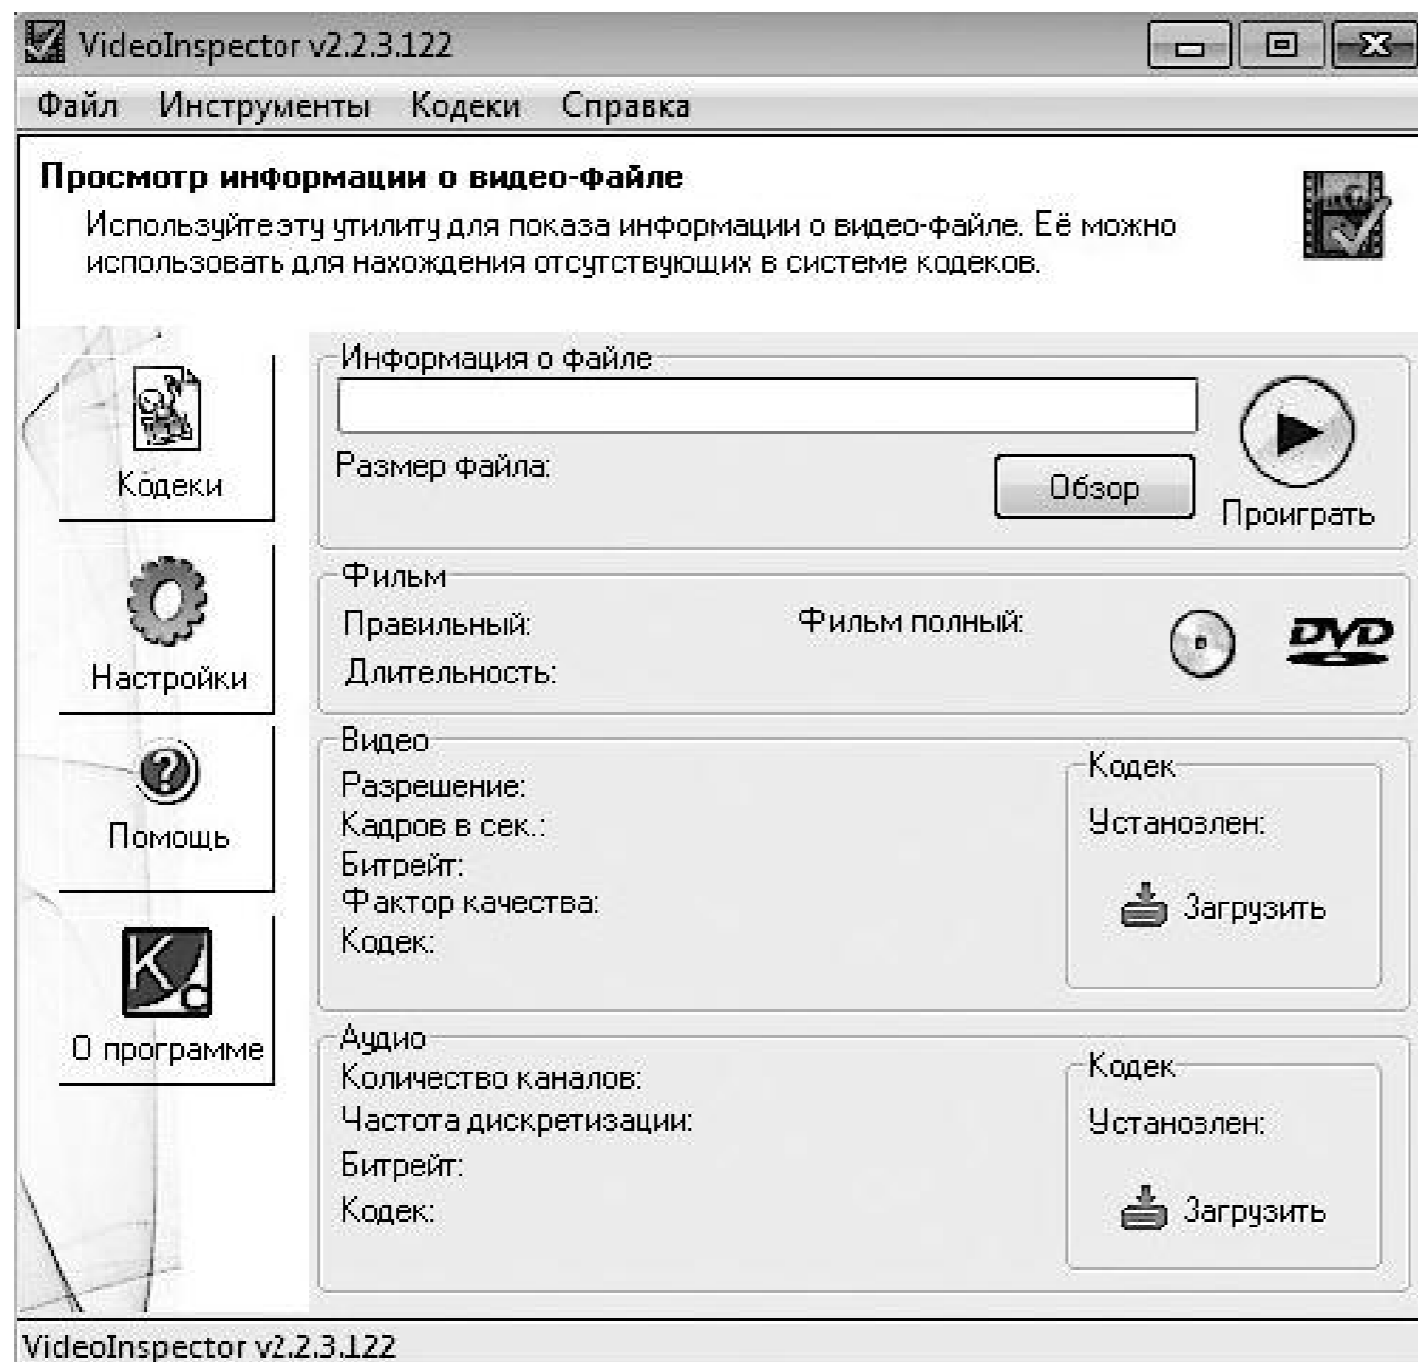 VideoInspector v2.2.3.122
Файл Инструменты Кодеки Справка
Просмотр информации о видео-файле
Используйте эту утилиту для показа информации о видео-файле. Её можно
использовать для нахождения отсутствующих в системе кодеков.
Кодеки
Настройки
Помощь
О программе
Информация о файле
Размер файла:
Обзор
Проиграть
Фильм
Правильный:
Фильм полный:
Длительность:
DVD
Видео
Разрешение:
Кадров в сек.:
Битрейт:
Фактор качества:
Кодек:
Кодек
Установлен:
Загрузить
Аудио
Количество каналов:
Частота дискретизации:
Битрейт:
Кодек:
Кодек
Установлен:
Загрузить
VideoInspector v2.2.3.122